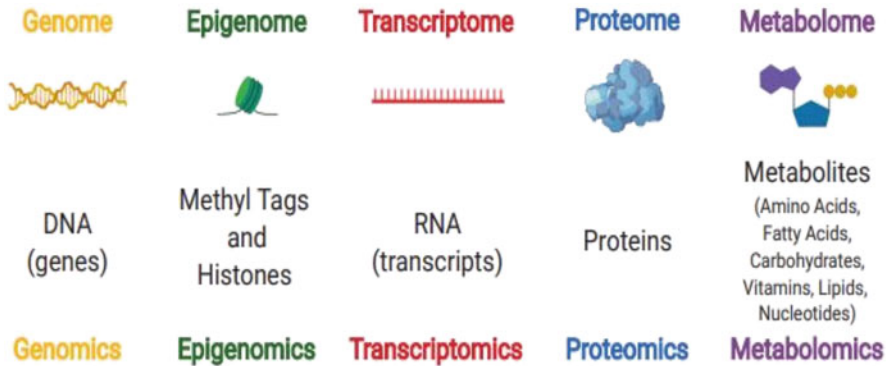 Genome Epigenome Transcriptome Proteome Metabolome
DNA
(genes)
Methyl Tags
and
Histones
RNA
(transcripts)
Proteins
Metabolites
(Amino Acids,
Fatty Acids,
Carbohydrates,
Vitamins, Lipids,
Nucleotides)
Genomics Epigenomics Transcriptomics Proteomics Metabolomics